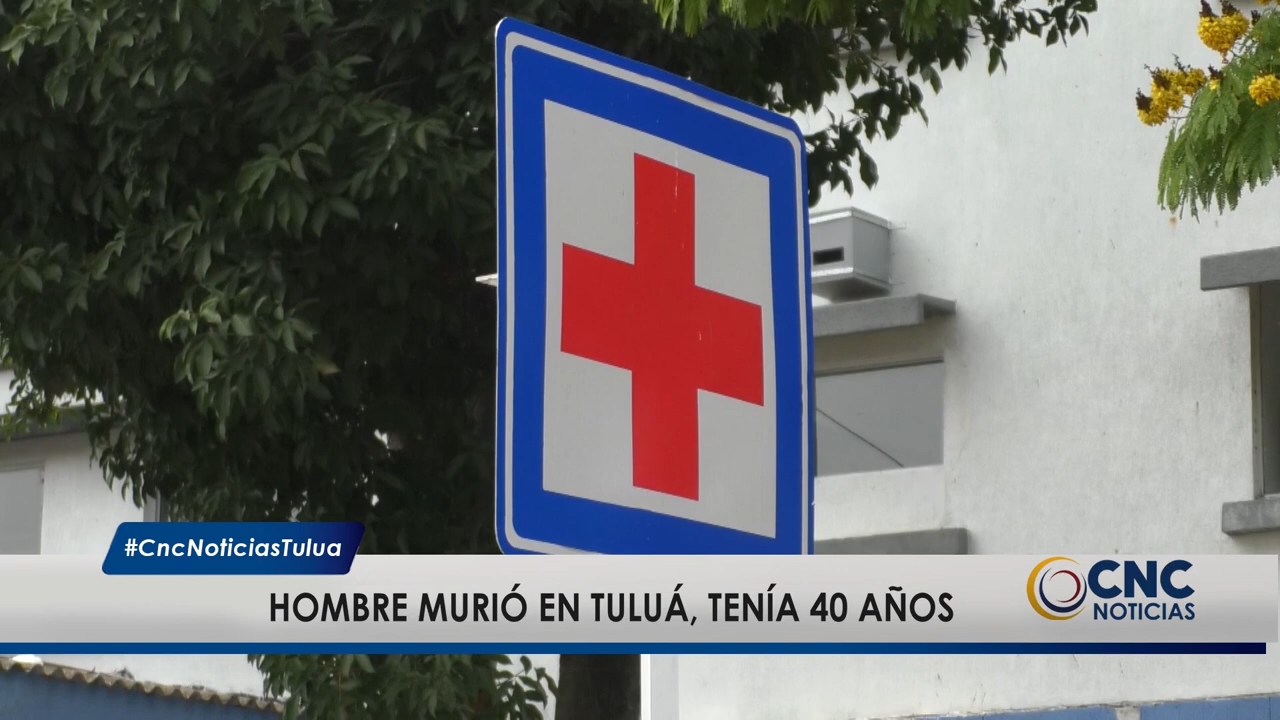 #CncNoticiasTulua
HOMBRE MURIÓ EN TULUÁ, TENÍA 40 AÑOS
CNC
NOTICIAS